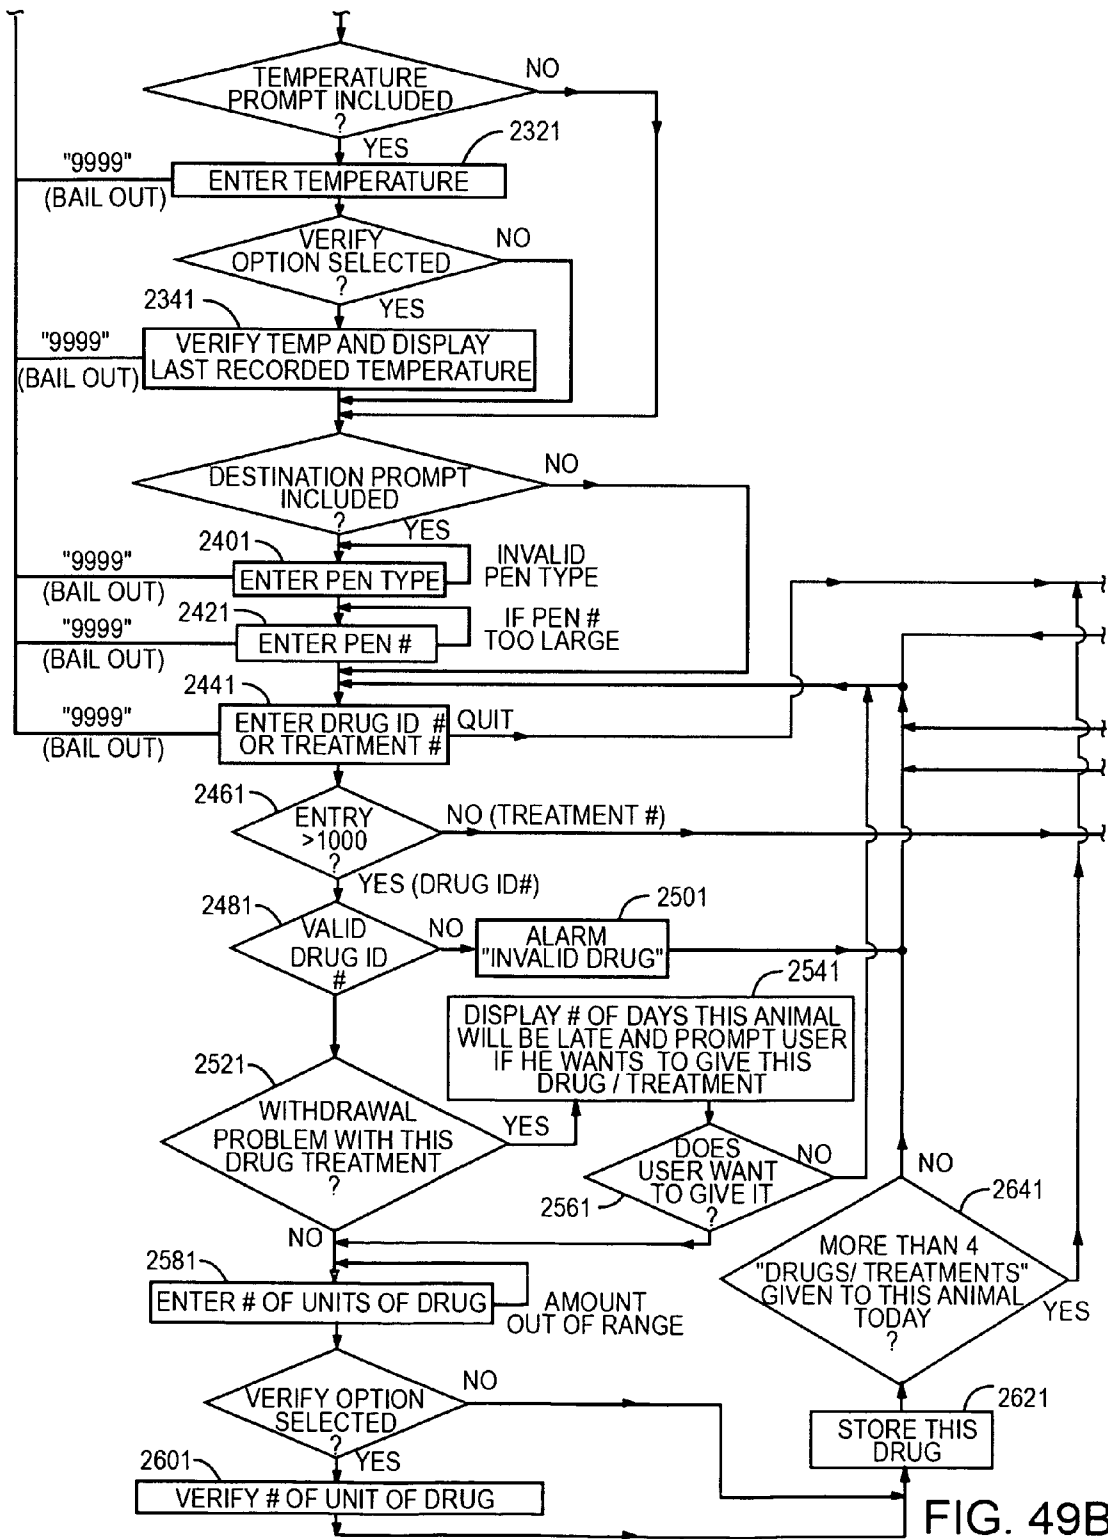 TEMPERATURE
PROMPT INCLUDED
?
NO
YES
2321
"9999"
(BAIL OUT)
ENTER TEMPERATURE
VERIFY
OPTION SELECTED
?
NO
YES
2341
"9999"
(BAIL OUT)
VERIFY TEMP AND DISPLAY
LAST RECORDED TEMPERATURE
DESTINATION PROMPT
INCLUDED
?
NO
YES
2401
"9999"
(BAIL OUT)
ENTER PEN TYPE
INVALID
PEN TYPE
2421
"9999"
(BAIL OUT)
ENTER PEN #
IF PEN #
TOO LARGE
2441
"9999"
(BAIL OUT)
ENTER DRUG ID #
OR TREATMENT #
QUIT
2461
ENTRY
>1000
?
NO (TREATMENT #)
YES (DRUG ID#)
2481
VALID
DRUG ID
#
NO
2501
ALARM
"INVALID DRUG"
2541
DISPLAY # OF DAYS THIS ANIMAL
WILL BE LATE AND PROMPT USER
IF HE WANTS TO GIVE THIS
DRUG / TREATMENT
2521
WITHDRAWAL
PROBLEM WITH THIS
DRUG TREATMENT
?
YES
NO
DOES
USER WANT
TO GIVE IT
?
NO
2561
2581
ENTER # OF UNITS OF DRUG
AMOUNT
OUT OF RANGE
NO
2641
MORE THAN 4
"DRUGS/ TREATMENTS"
GIVEN TO THIS ANIMAL
TODAY
?
YES
VERIFY OPTION
SELECTED
?
NO
YES
2621
STORE THIS
DRUG
2601
VERIFY # OF UNIT OF DRUG
FIG. 49B